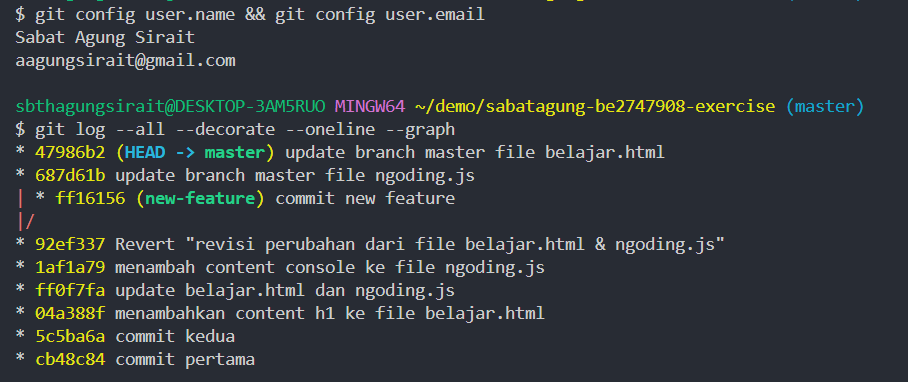 $ git config user.name && git config user.email
Sabat Agung Sirait
aagungsirait@gmail.com
sbthagungsirait@DESKTOP-3AM5RUO MINGW64 ~/demo/sabatagung-be2747908-exercise (master)
$ git log --all --decorate --oneline --graph
* 47986b2 (HEAD -> master) update branch master file belajar.html
* 687d61b update branch master file ngoding.js
| * ff16156 (new-feature) commit new feature
|/
* 92ef337 Revert "revisi perubahan dari file belajar.html & ngoding.js"
* 1af1a79 menambah content console ke file ngoding.js
* ff0f7fa update belajar.html dan ngoding.js
* 04a388f menambahkan content h1 ke file belajar.html
* 5c5ba6a commit kedua
* cb48c84 commit pertama